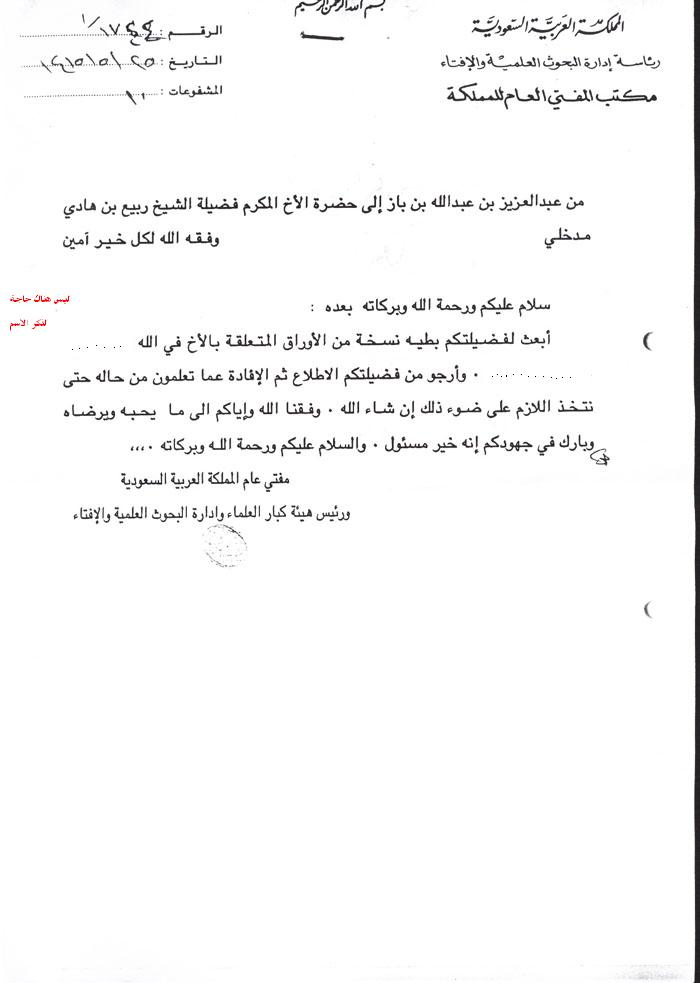 بسم الله الرحمن الرحيم
المملكة العربية السعودية
رئاسة إدارة البحوث العلمية والإفتاء
مكتب المفتي العام للمملكة
الرقم : ١٧٤٤/١
التاريخ : ١٤١٥/٥/٢٥
المشفوعات :
من عبدالعزيز بن عبدالله بن باز إلى حضرة الأخ المكرم فضيلة الشيخ ربيع بن هادي
مدخلي وفقه الله لكل خير آمين
سلام عليكم ورحمة الله وبركاته بعده :
أبعث لفضيلتكم بطيه نسخة من الأوراق المتعلقة بالأخ في الله .......
.............. ٠ وأرجو من فضيلتكم الاطلاع ثم الإفادة عما تعلمون من حاله حتى
نتخذ اللازم على ضوء ذلك إن شاء الله ٠ وفقنا الله وإياكم الى ما يحبه ويرضاه
وبارك في جهودكم إنه خير مسئول ٠ والسلام عليكم ورحمة الله وبركاته ،،،٠
مفتي عام المملكة العربية السعودية
ورئيس هيئة كبار العلماء وادارة البحوث العلمية والإفتاء
ليس هناك حاجة
لذكر الاسم